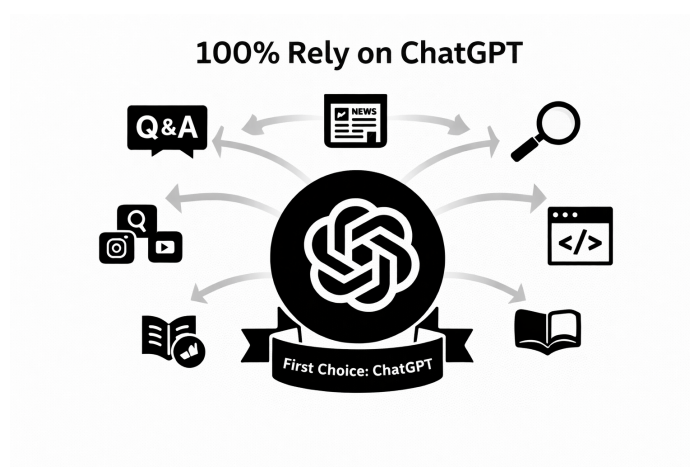 100% Rely on ChatGPT
Q&A
NEWS
</>
First Choice: ChatGPT